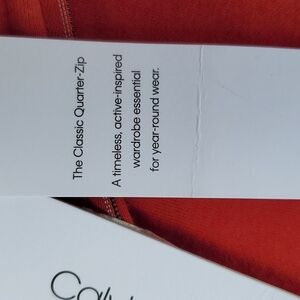 The Classic Quarter-Zip
A timeless, active-inspired
wardrobe essential
for year-round wear.